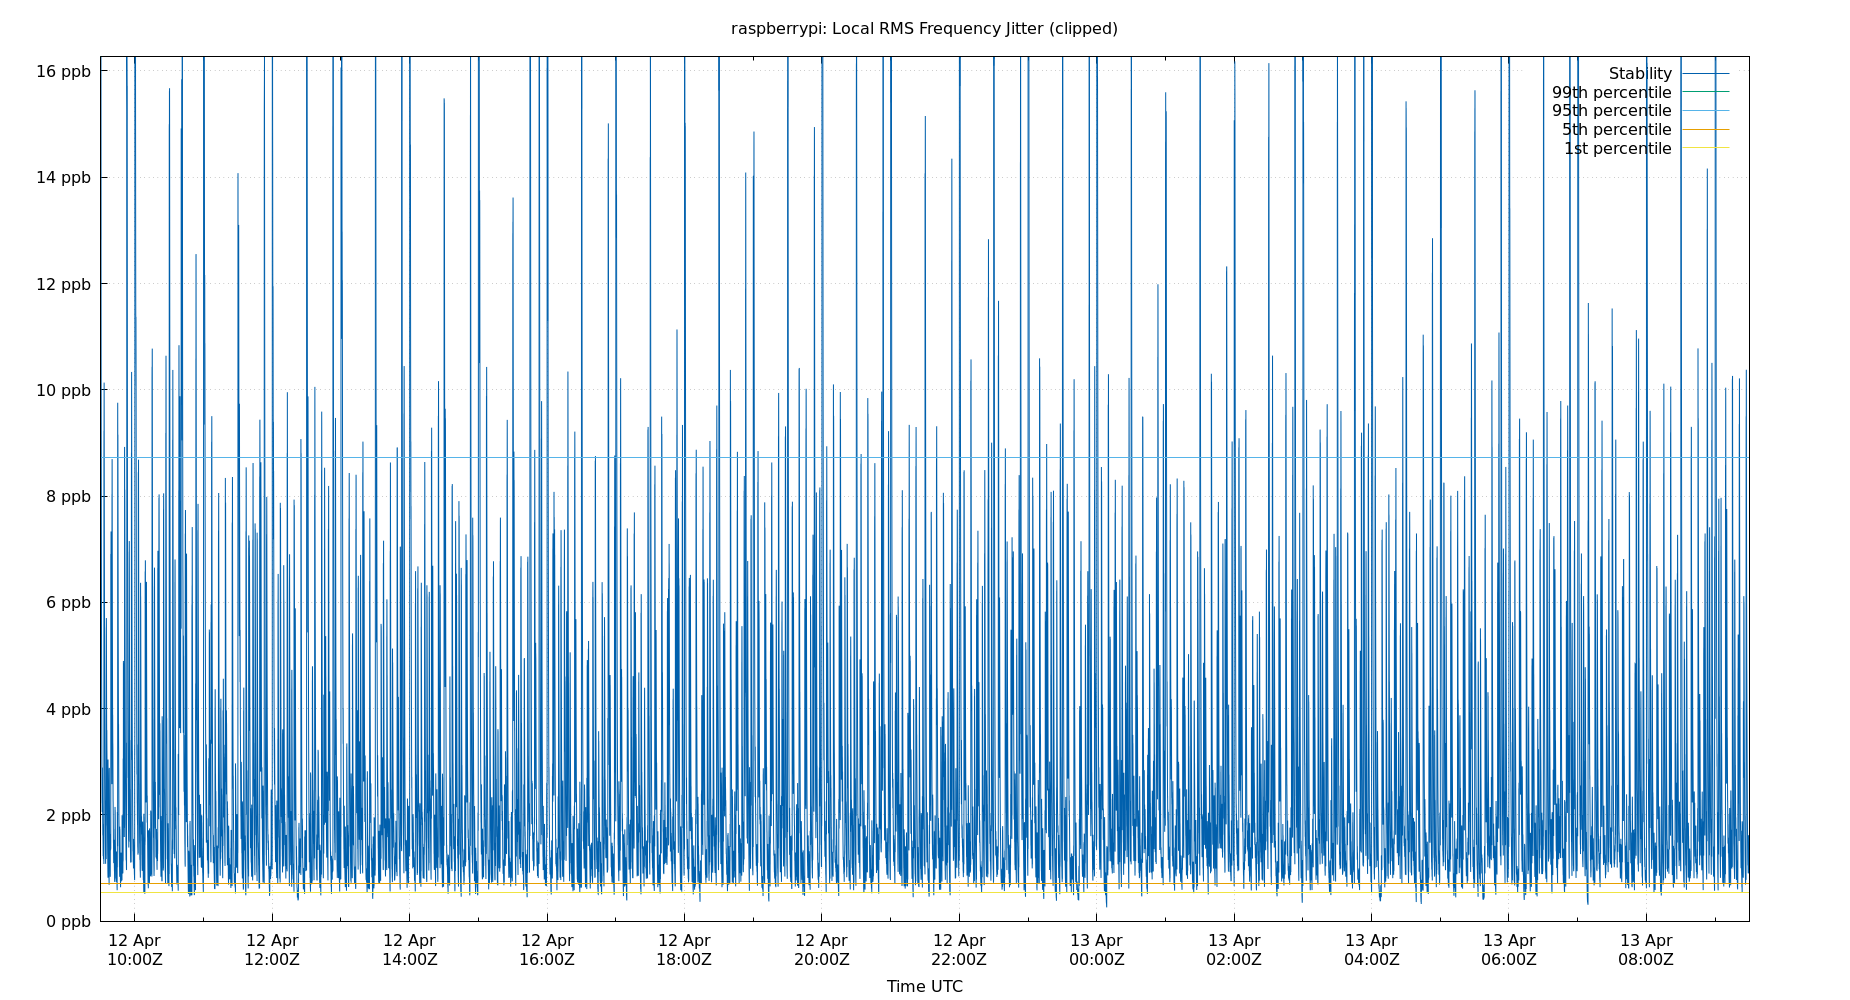 raspberrypi: Local RMS Frequency Jitter (clipped)
16 ppb
14 ppb
12 ppb
10 ppb
8 ppb
6 ppb
4 ppb
2 ppb
0 ppb
Stability
99th percentile
95th percentile
5th percentile
1st percentile
12 Apr 12 Apr 12 Apr 12 Apr 12 Apr 12 Apr 12 Apr 13 Apr 13 Apr 13 Apr 13 Apr 13 Apr
10:00Z 12:00Z 14:00Z 16:00Z 18:00Z 20:00Z 22:00Z 00:00Z 02:00Z 04:00Z 06:00Z 08:00Z
Time UTC